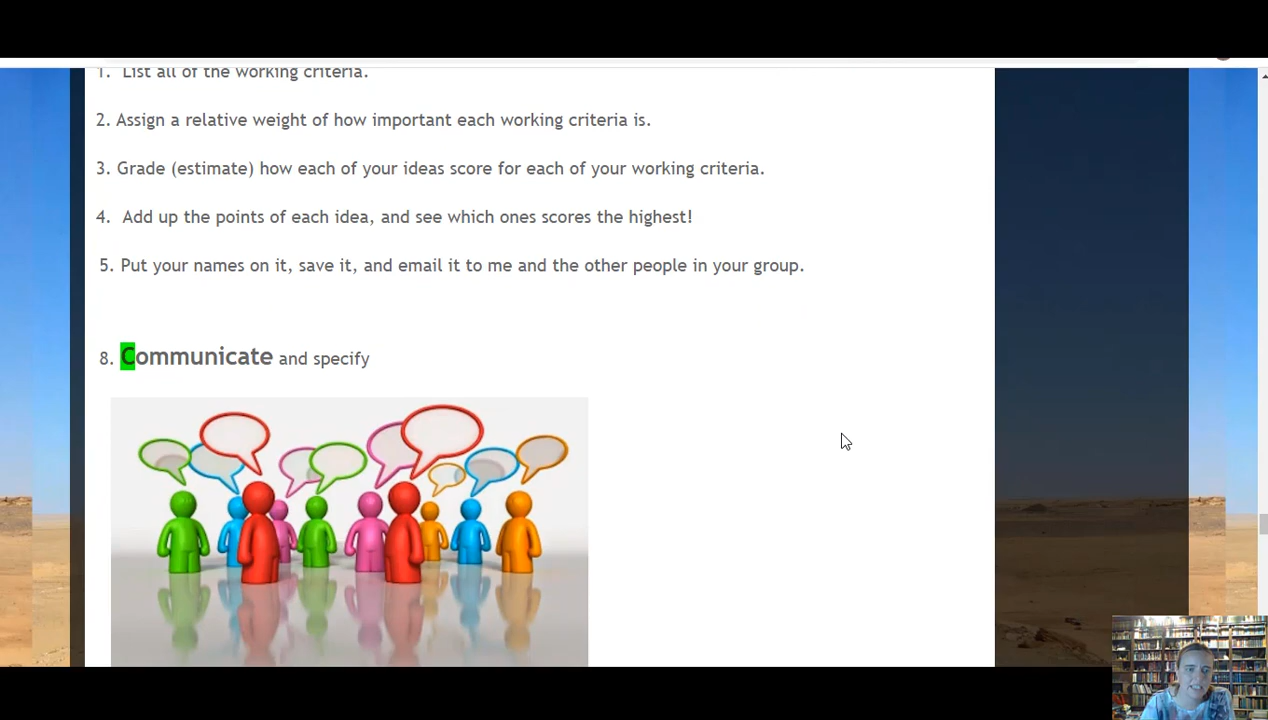 1. List all of the working criteria.
2. Assign a relative weight of how important each working criteria is.
3. Grade (estimate) how each of your ideas score for each of your working criteria.
4. Add up the points of each idea, and see which ones scores the highest!
5. Put your names on it, save it, and email it to me and the other people in your group.
8. Communicate and specify